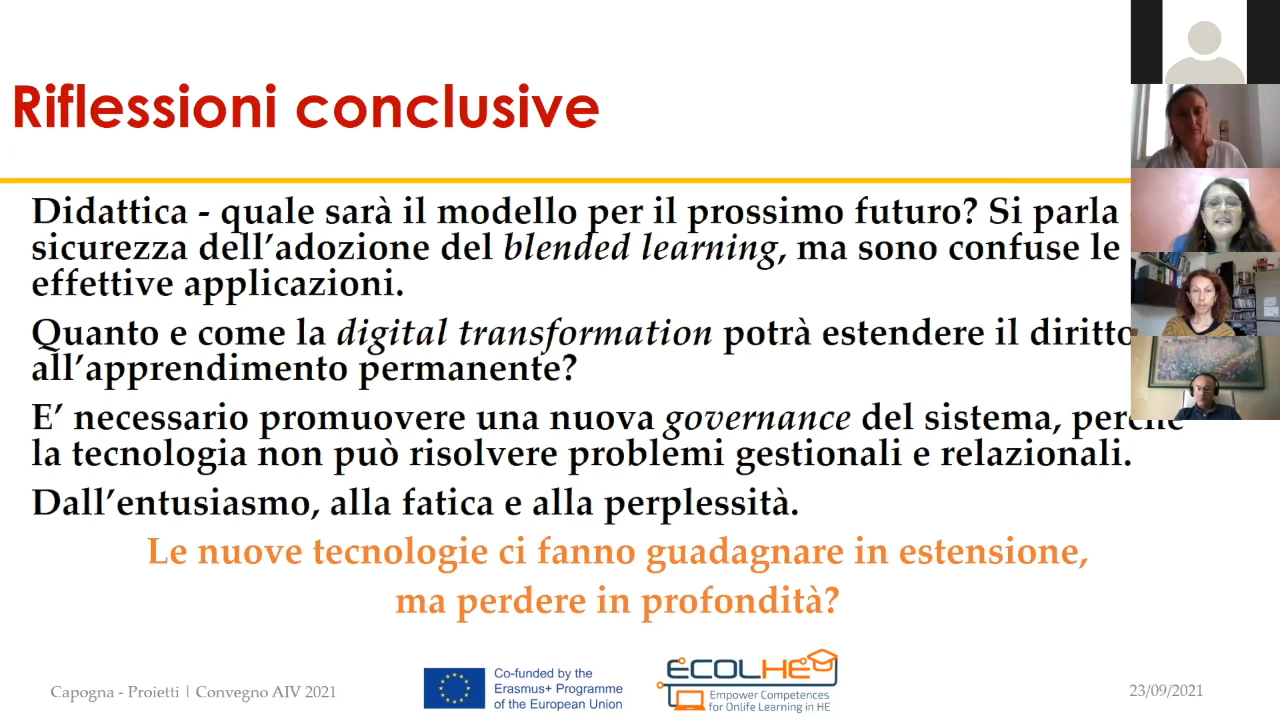 Riflessioni conclusive
Didattica - quale sarà il modello per il prossimo futuro? Si parla
sicurezza dell’adozione del blended learning, ma sono confuse le
effettive applicazioni.
Quanto e come la digital transformation potrà estendere il diritto
all’apprendimento permanente?
E’ necessario promuovere una nuova governance del sistema, perché
la tecnologia non può risolvere problemi gestionali e relazionali.
Dall’entusiasmo, alla fatica e alla perplessità.
Le nuove tecnologie ci fanno guadagnare in estensione,
ma perdere in profondità?
Capogna - Proietti | Convegno AIV 2021
Co-funded by the
Erasmus+ Programme
of the European Union
ECOLHE
Empower Competences
for Onlife Learning in HE
23/09/2021